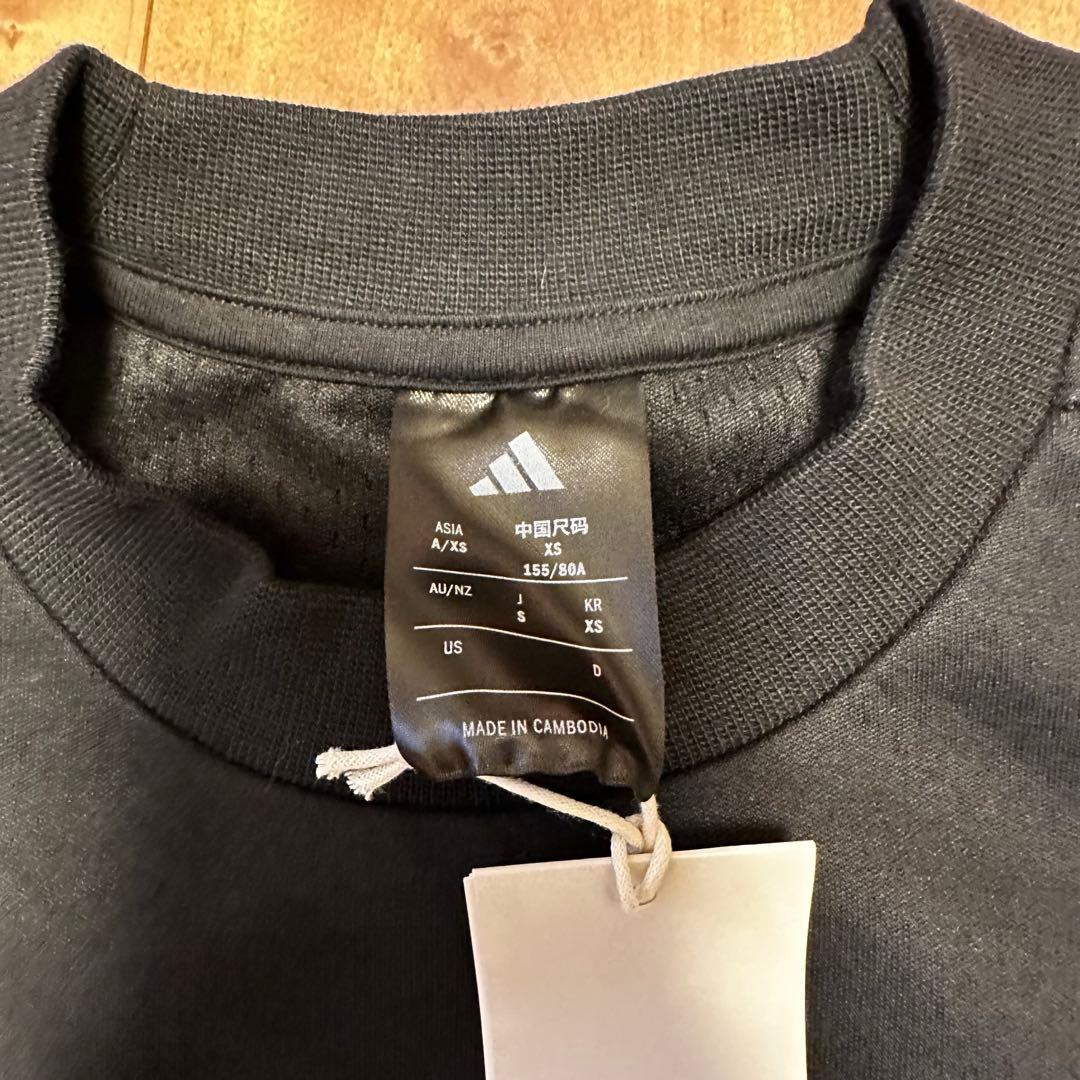 ASIA
A/XS
中国尺码
XS
155/80A
AU/NZ
J
S
KR
XS
US
D
MADE IN CAMBODIA